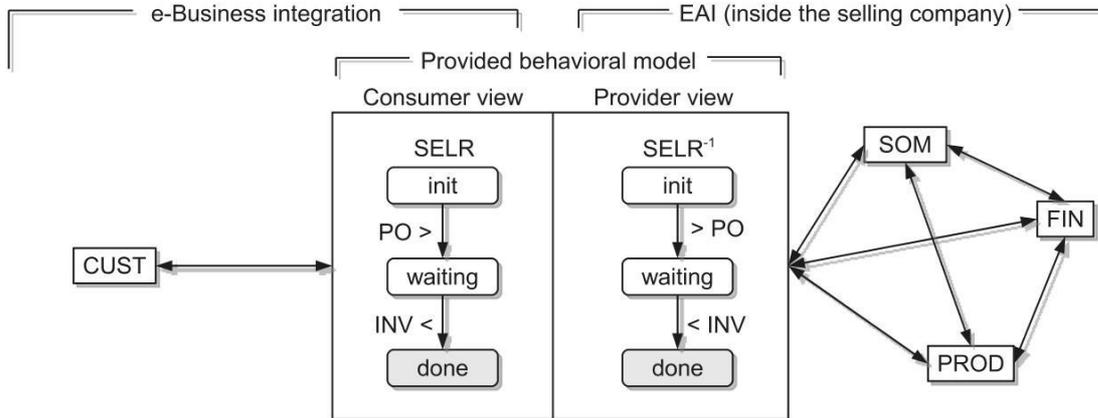 e-Business integration
EAI (inside the selling company)
Provided behavioral model
Consumer view
Provider view
SELR
init
PO >
waiting
INV <
done
SELR⁻¹
init
> PO
waiting
< INV
done
CUST
SOM
FIN
PROD